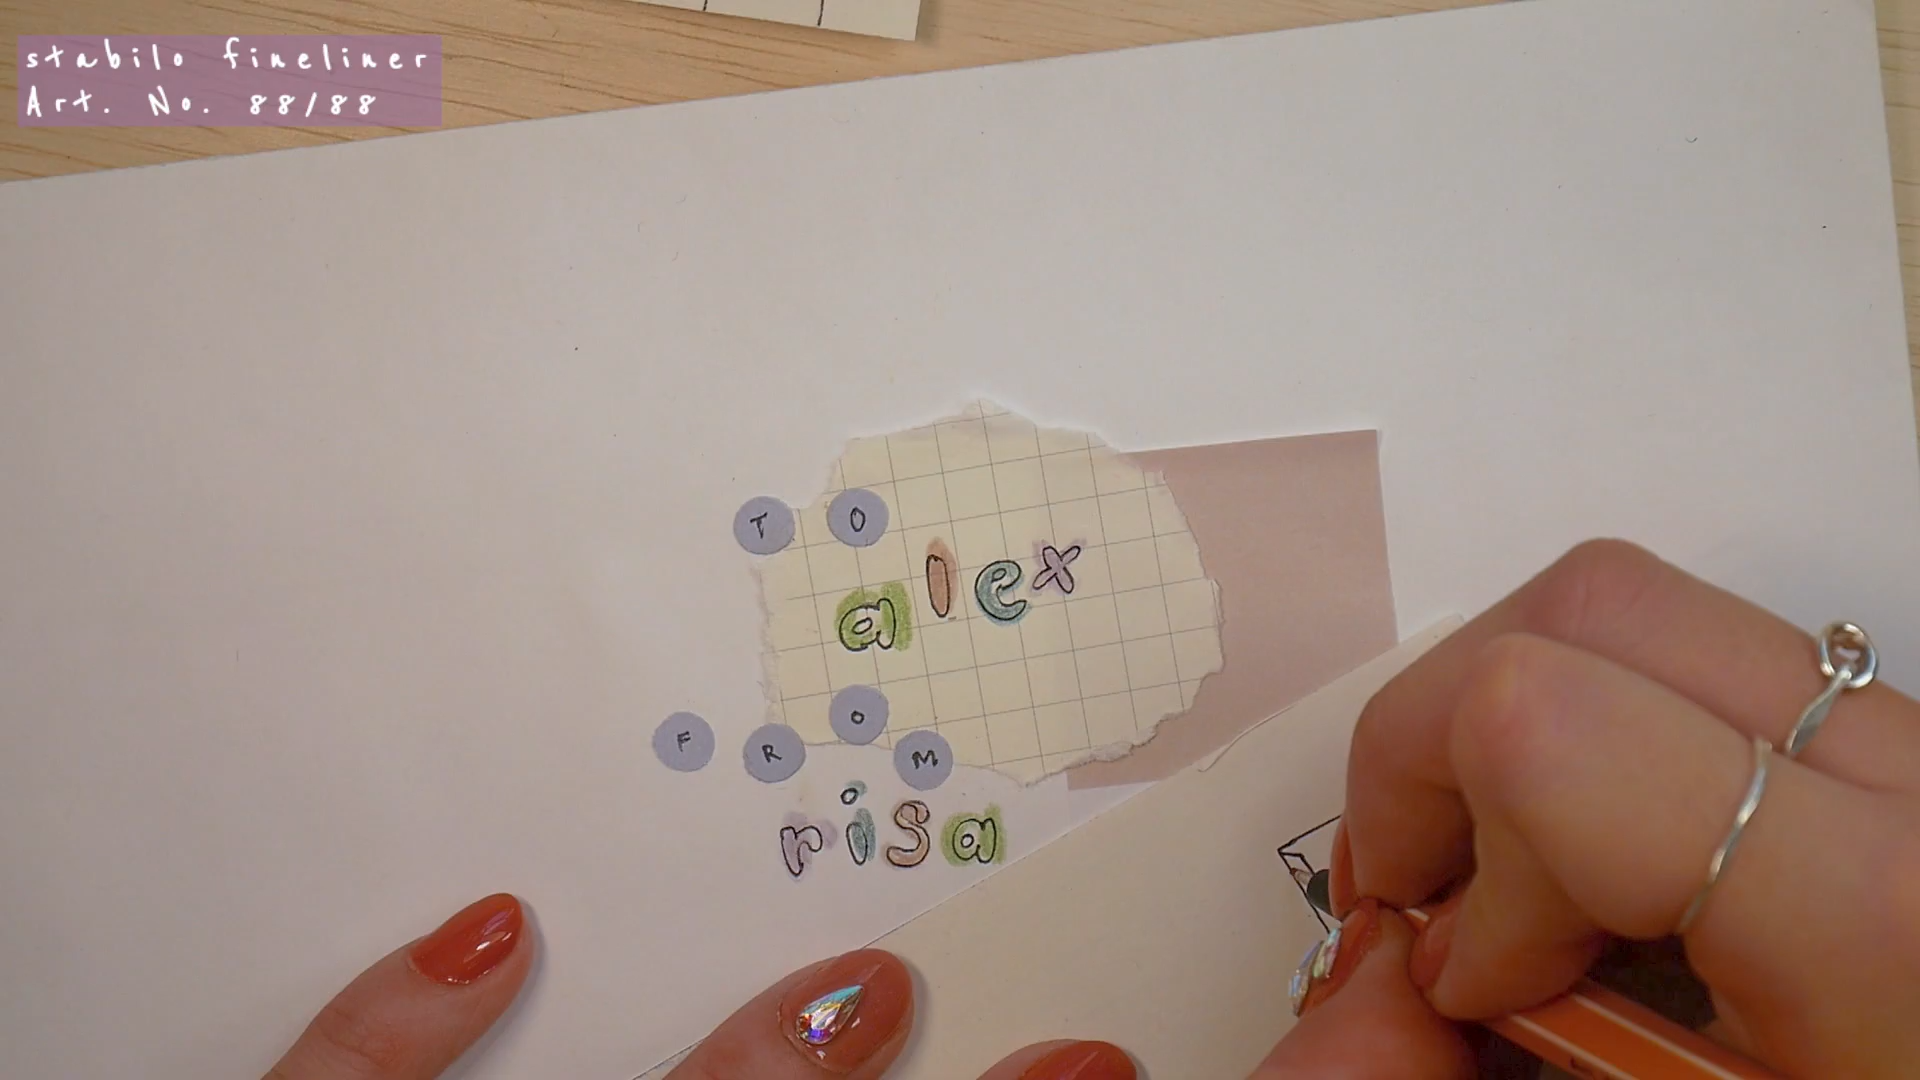 stabilo fineliner
Art. No. 88/88
TO
alex
FROM
risa